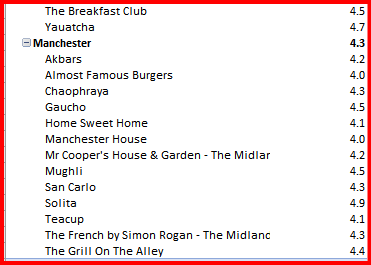 The Breakfast Club 4.5
Yauatcha 4.7
Manchester 4.3
Akbars 4.2
Almost Famous Burgers 4.0
Chaophraya 4.3
Gaucho 4.5
Home Sweet Home 4.1
Manchester House 4.0
Mr Cooper's House & Garden - The Midlar 4.2
Mughli 4.5
San Carlo 4.3
Solita 4.9
Teacup 4.1
The French by Simon Rogan - The Midlanc 4.3
The Grill On The Alley 4.4